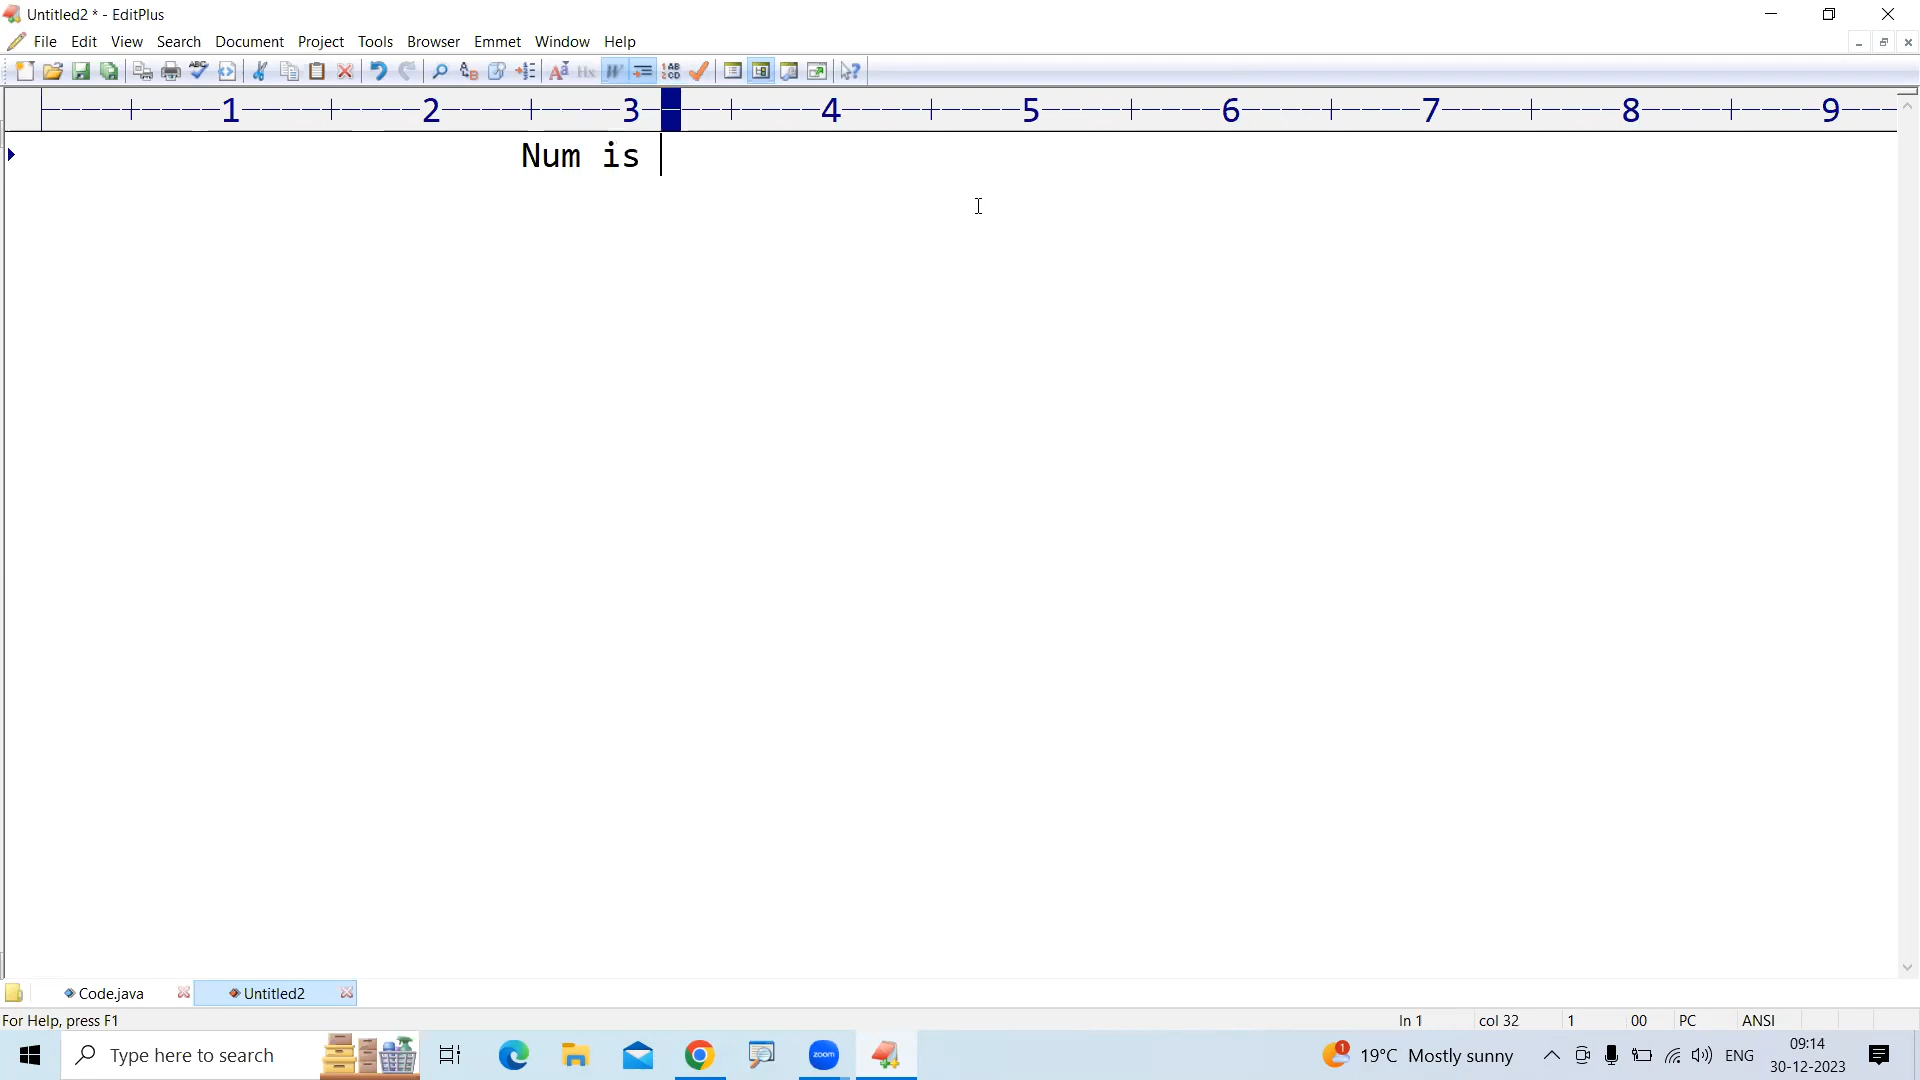 Untitled2 * - EditPlus
File Edit View Search Document Project Tools Browser Emmet Window Help
1 2 3 4 5 6 7 8 9
Num is
Code.java Untitled2
For Help, press F1 ln 1 col 32 1 00 PC ANSI
Type here to search zoom 1 19°C Mostly sunny ENG 09:14
30-12-2023